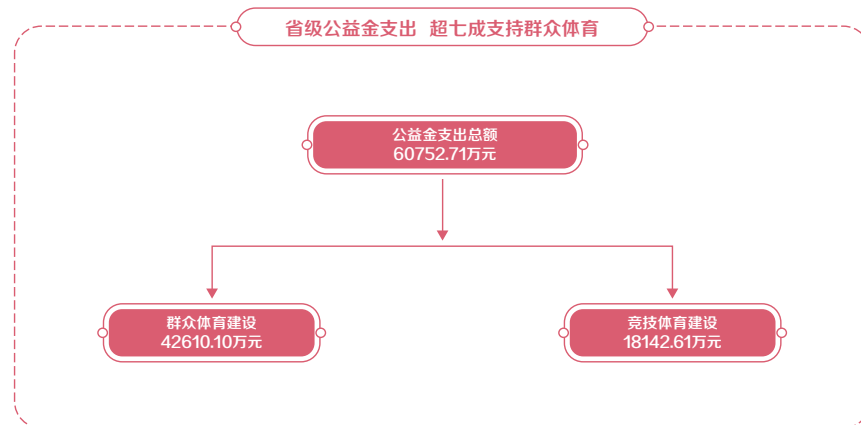 省级公益金支出 超七成支持群众体育
公益金支出总额
60752.71万元
群众体育建设
42610.10万元
竞技体育建设
18142.61万元